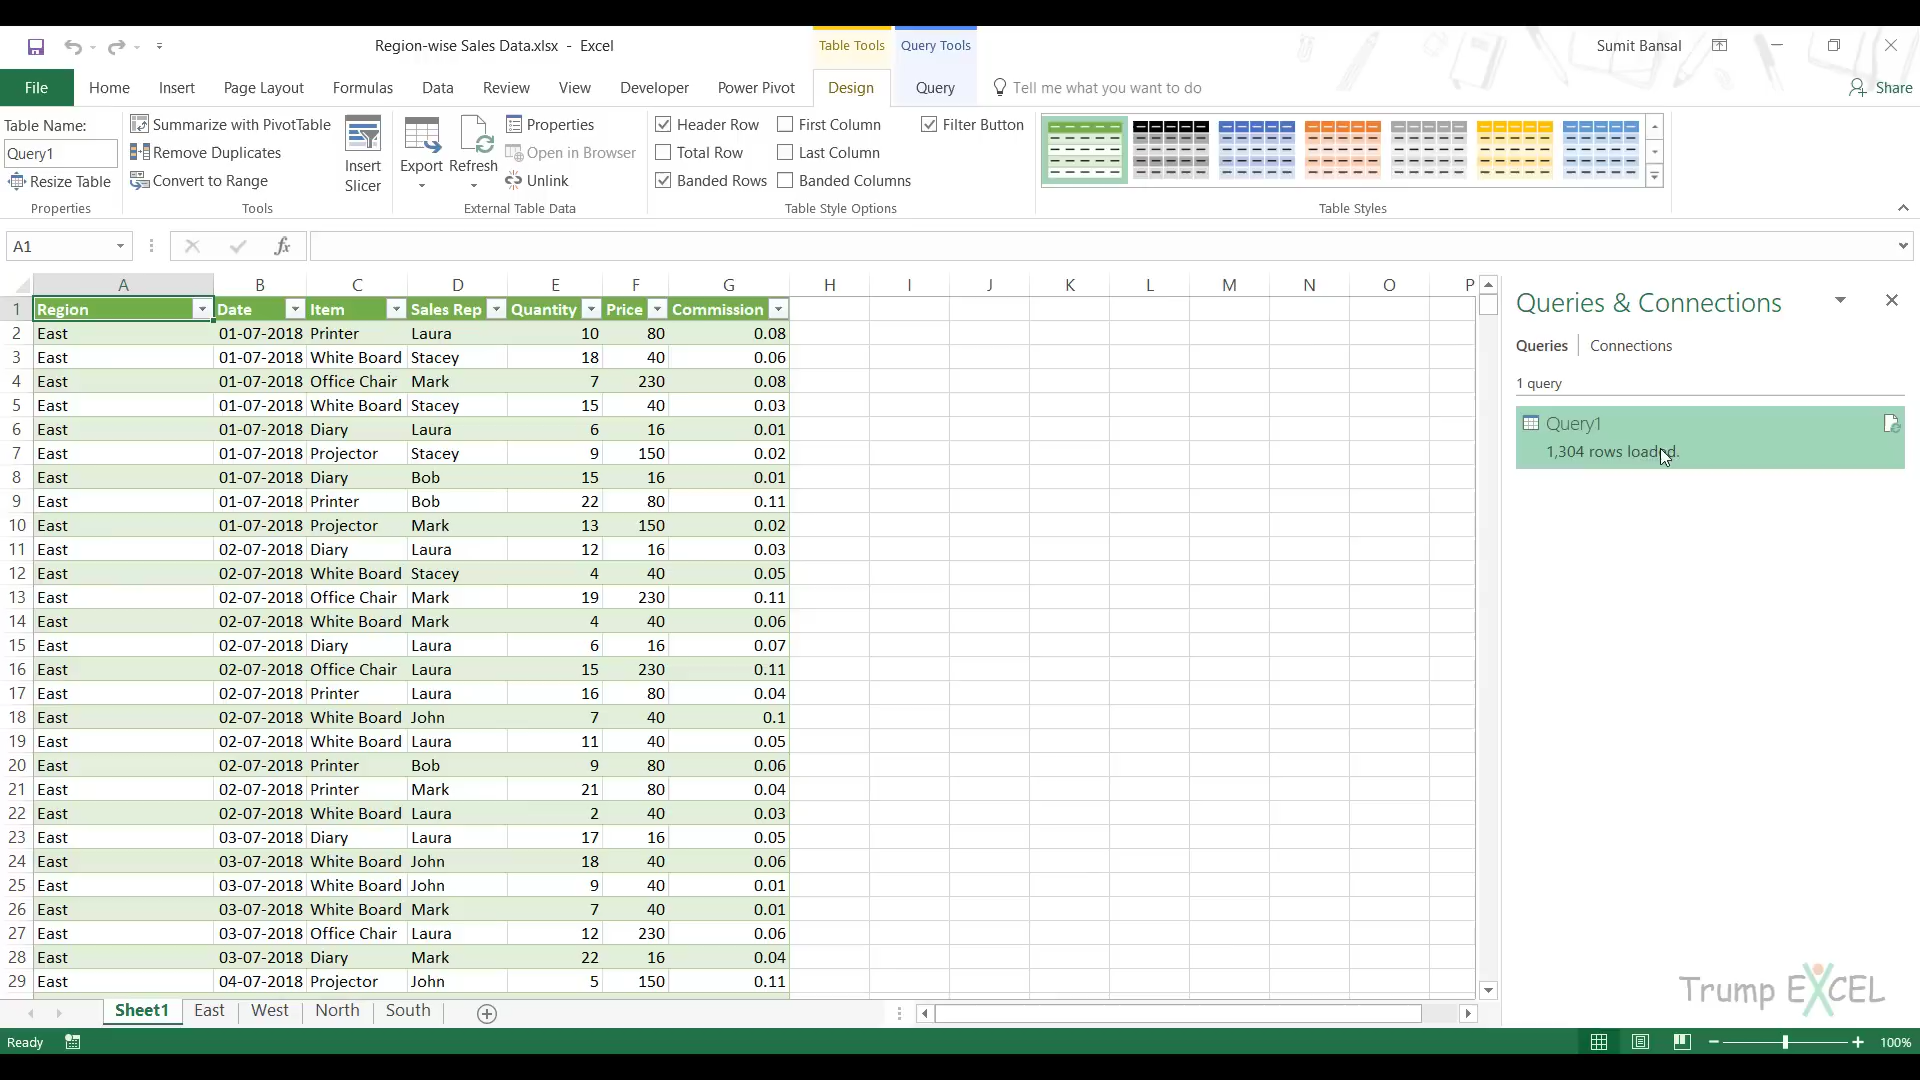 Region-wise Sales Data.xlsx - Excel
Table Tools Query Tools
Sumit Bansal
File Home Insert Page Layout Formulas Data Review View Developer Power Pivot Design Query Tell me what you want to do Share
Table Name:
Query1
Resize Table
Properties
Summarize with PivotTable
Remove Duplicates
Convert to Range
Tools
Insert
Slicer
Export
Refresh
Properties
Open in Browser
Unlink
External Table Data
Header Row First Column Filter Button
Total Row Last Column
Banded Rows Banded Columns
Table Style Options
Table Styles
A1 fx
A B C D E F G H I J K L M N O P
1 Region Date Item Sales Rep Quantity Price Commission
2 East 01-07-2018 Printer Laura 10 80 0.08
3 East 01-07-2018 White Board Stacey 18 40 0.06
4 East 01-07-2018 Office Chair Mark 7 230 0.08
5 East 01-07-2018 White Board Stacey 15 40 0.03
6 East 01-07-2018 Diary Laura 6 16 0.01
7 East 01-07-2018 Projector Stacey 9 150 0.02
8 East 01-07-2018 Diary Bob 15 16 0.01
9 East 01-07-2018 Printer Bob 22 80 0.11
10 East 01-07-2018 Projector Mark 13 150 0.02
11 East 02-07-2018 Diary Laura 12 16 0.03
12 East 02-07-2018 White Board Stacey 4 40 0.05
13 East 02-07-2018 Office Chair Mark 19 230 0.11
14 East 02-07-2018 White Board Mark 4 40 0.06
15 East 02-07-2018 Diary Laura 6 16 0.07
16 East 02-07-2018 Office Chair Laura 15 230 0.11
17 East 02-07-2018 Printer Laura 16 80 0.04
18 East 02-07-2018 White Board John 7 40 0.1
19 East 02-07-2018 White Board Laura 11 40 0.05
20 East 02-07-2018 Printer Bob 9 80 0.06
21 East 02-07-2018 Printer Mark 21 80 0.04
22 East 02-07-2018 White Board Laura 2 40 0.03
23 East 03-07-2018 Diary Laura 17 16 0.05
24 East 03-07-2018 White Board John 18 40 0.06
25 East 03-07-2018 White Board John 9 40 0.01
26 East 03-07-2018 White Board Mark 7 40 0.01
27 East 03-07-2018 Office Chair Laura 12 230 0.06
28 East 03-07-2018 Diary Mark 22 16 0.04
29 East 04-07-2018 Projector John 5 150 0.11
Queries & Connections
Queries Connections
1 query
Query1
1,304 rows loaded.
Trump EXCEL
Sheet1 East West North South
Ready
100%